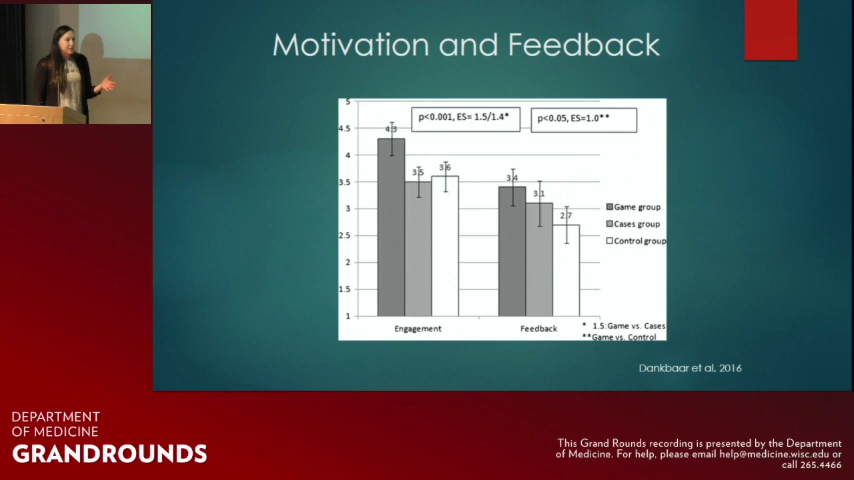 Motivation and Feedback
5
4.5
4
3.5
3
2.5
2
1.5
1
p<0.001, ES= 1.5/1.4*
p<0.05, ES=1.0**
4.3
3.5
3.6
3.4
3.1
2.7
Game group
Cases group
Control group
Engagement
Feedback
* 1.5:Game vs. Cases
**Game vs. Control
Dankbaar et al. 2016
DEPARTMENT
OF MEDICINE
GRANDROUNDS
This Grand Rounds recording is presented by the Department
of Medicine. For help, please email help@medicine.wisc.edu or
call 265.4466